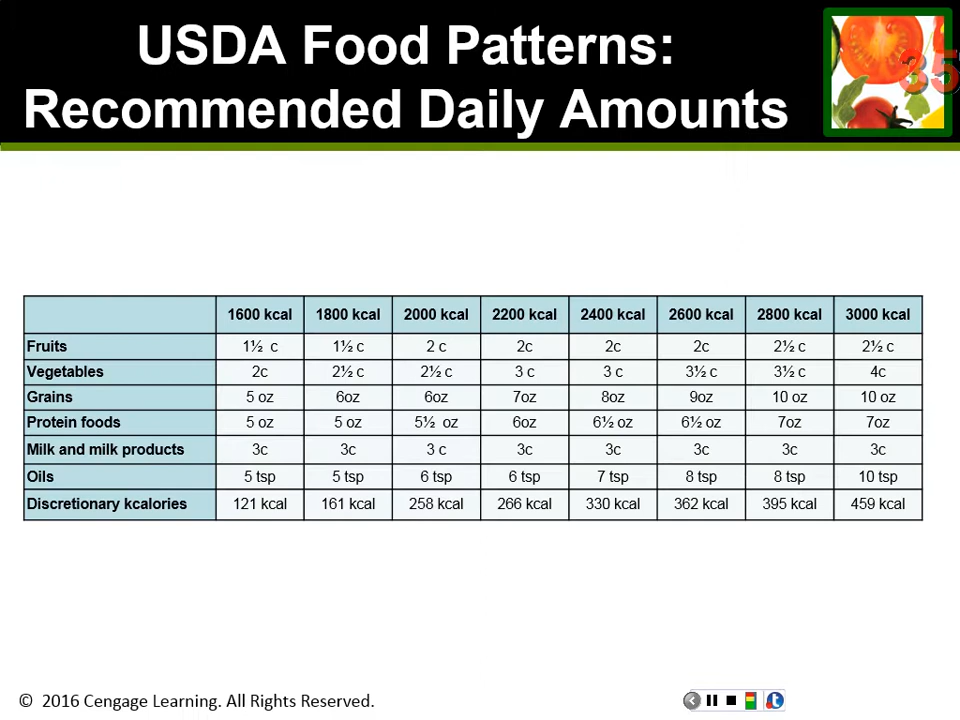 USDA Food Patterns:
Recommended Daily Amounts
35
1600 kcal 1800 kcal 2000 kcal 2200 kcal 2400 kcal 2600 kcal 2800 kcal 3000 kcal
Fruits 1½ c 1½ c 2 c 2c 2c 2c 2½ c 2½ c
Vegetables 2c 2½ c 2½ c 3 c 3 c 3½ c 3½ c 4c
Grains 5 oz 6oz 6oz 7oz 8oz 9oz 10 oz 10 oz
Protein foods 5 oz 5 oz 5½ oz 6oz 6½ oz 6½ oz 7oz 7oz
Milk and milk products 3c 3c 3 c 3c 3c 3c 3c 3c
Oils 5 tsp 5 tsp 6 tsp 6 tsp 7 tsp 8 tsp 8 tsp 10 tsp
Discretionary kcalories 121 kcal 161 kcal 258 kcal 266 kcal 330 kcal 362 kcal 395 kcal 459 kcal
© 2016 Cengage Learning. All Rights Reserved.
t